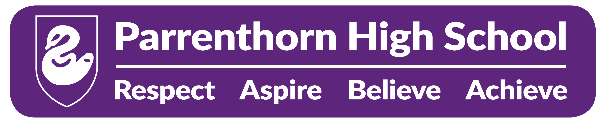 Parrenthorn High School
Respect Aspire Believe Achieve